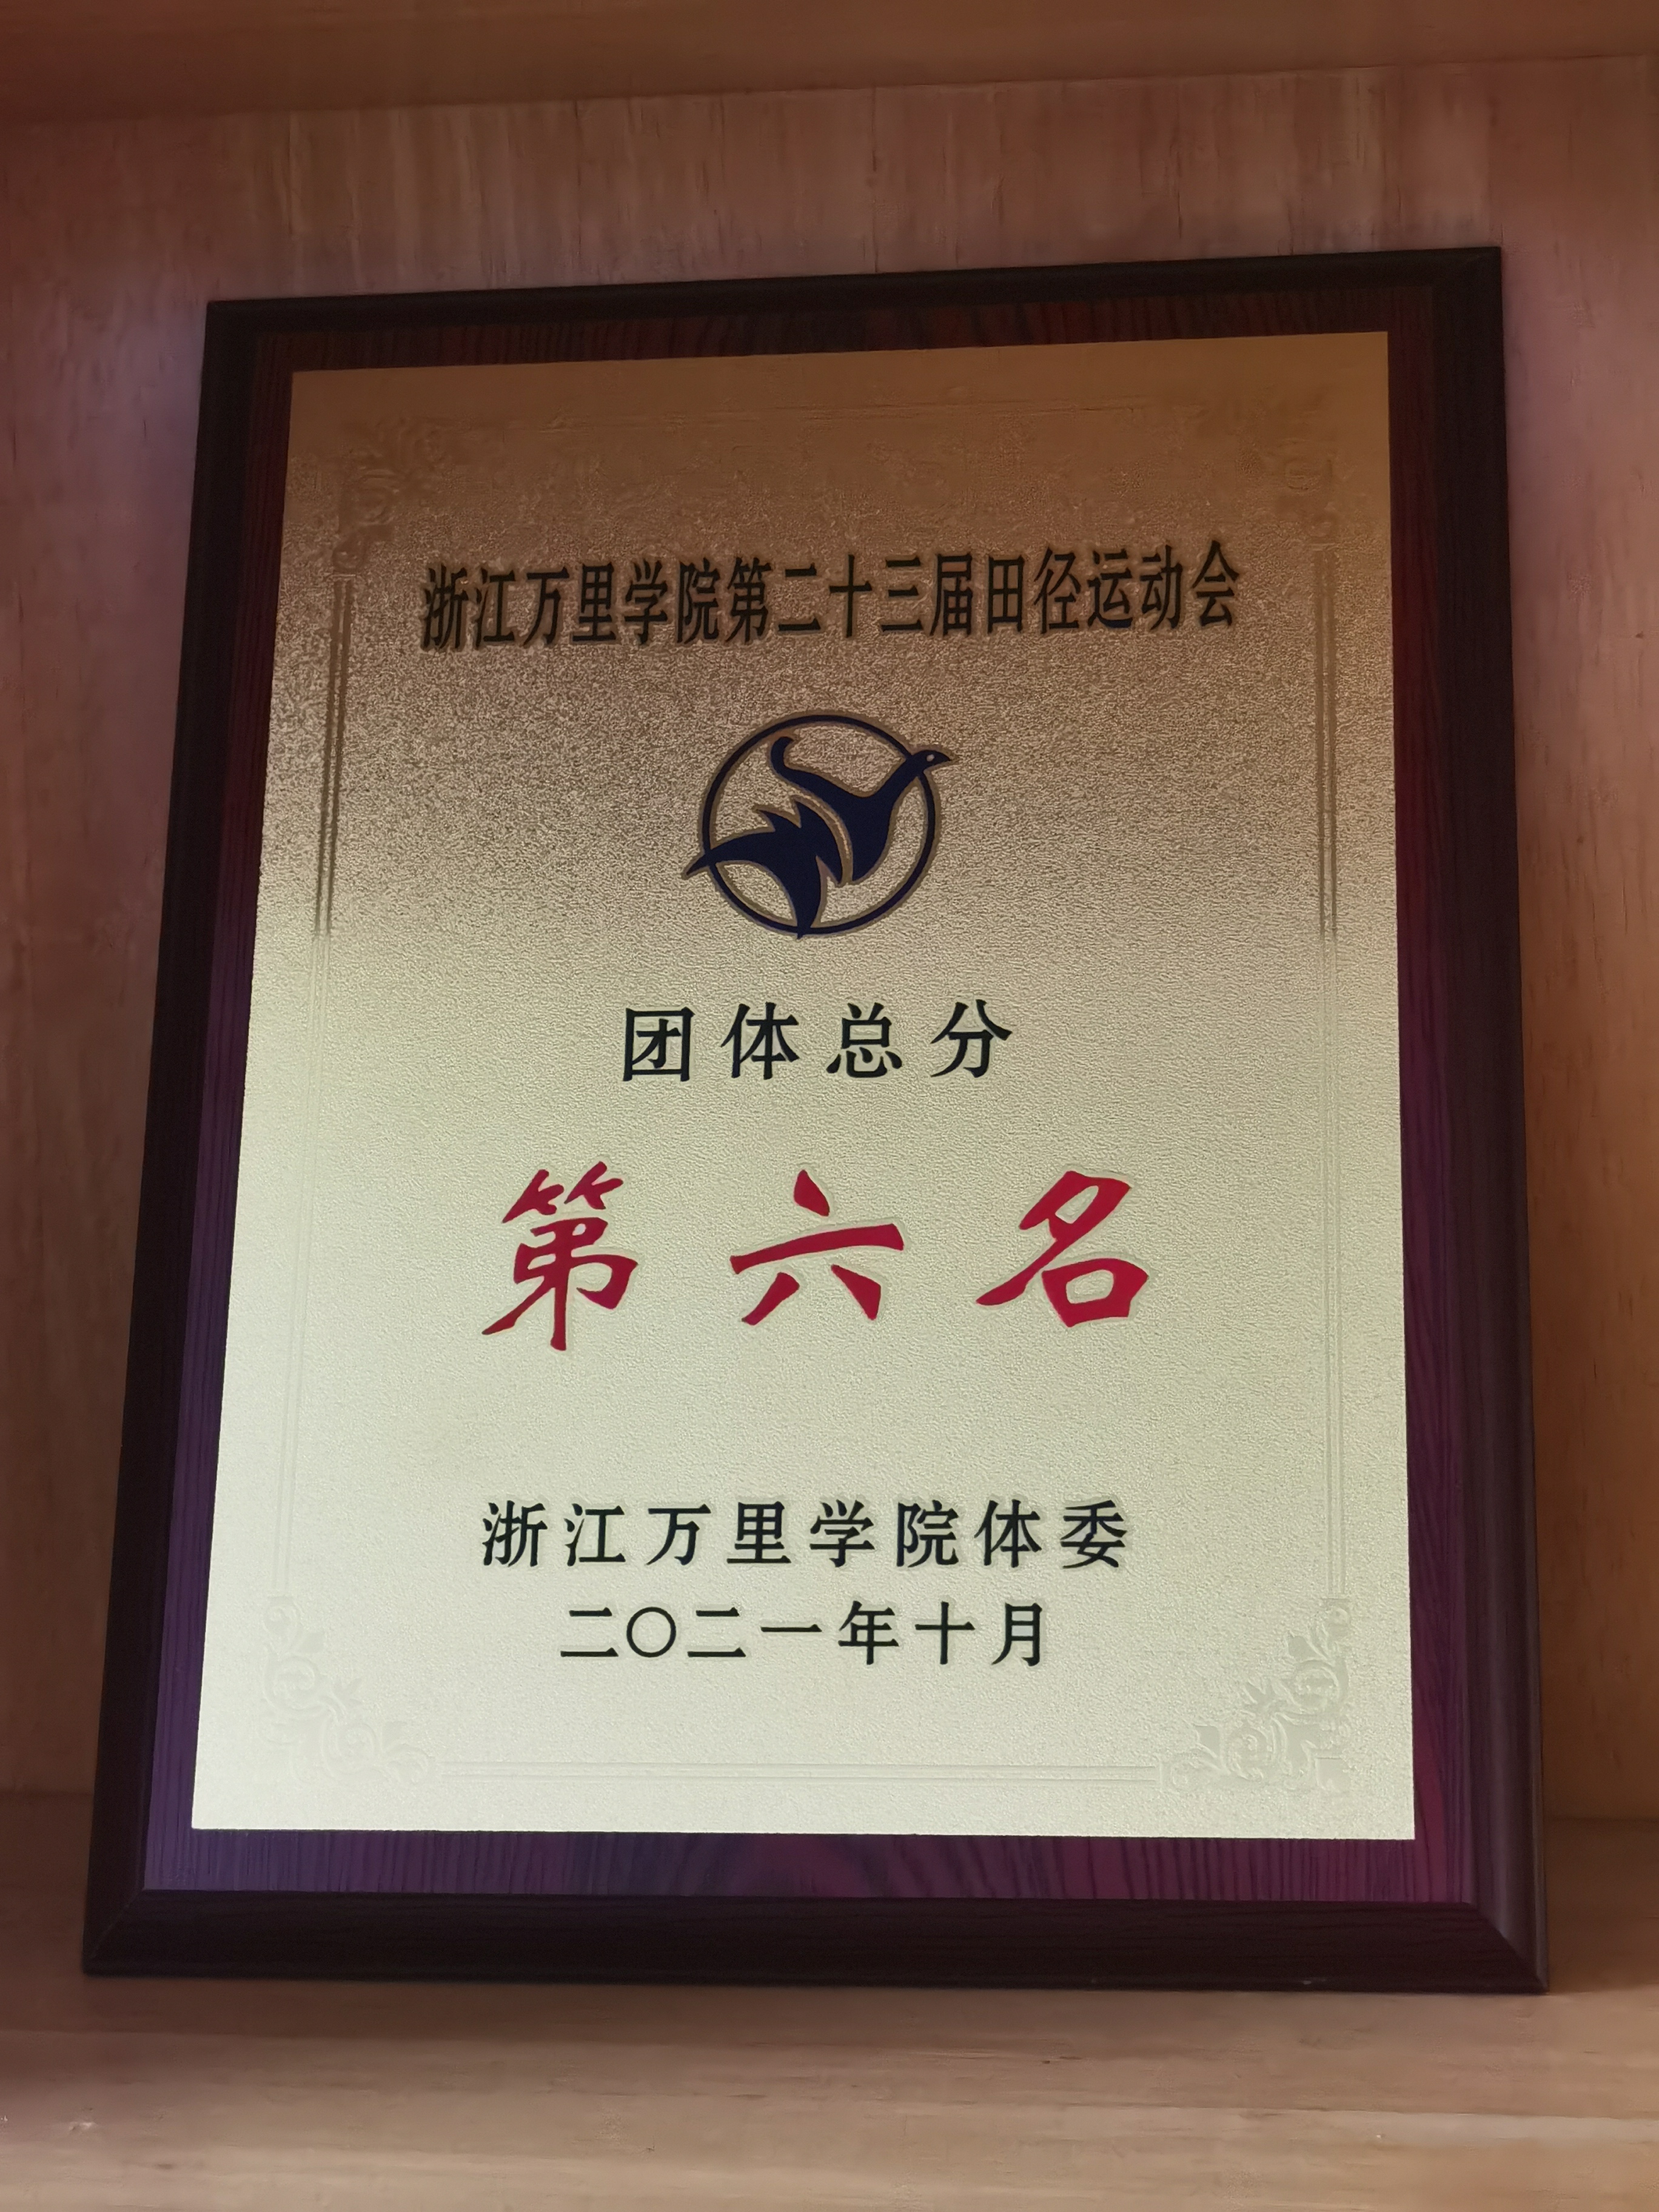 浙江万里学院第二十三届田径运动会
团体总分
第六名
浙江万里学院体委
二〇二一年十月